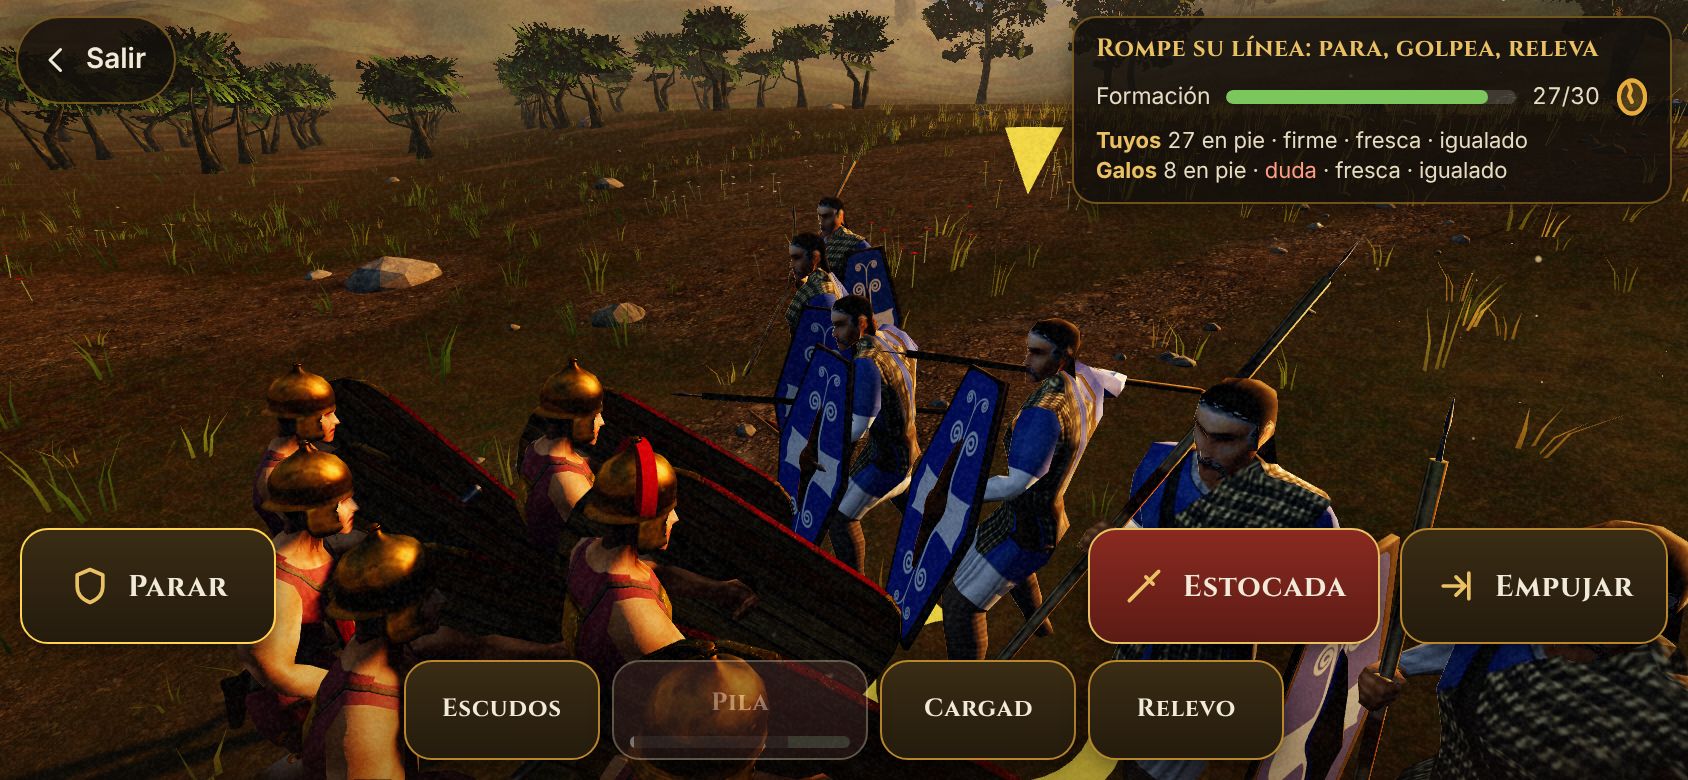 Salir
Rompe su línea: para, golpea, releva
Formación 27/30
Tuyos 27 en pie · firme · fresca · igualado
Galos 8 en pie · duda · fresca · igualado
Parar
Estocada
Empujar
Escudos
Pila
Cargad
Relevo